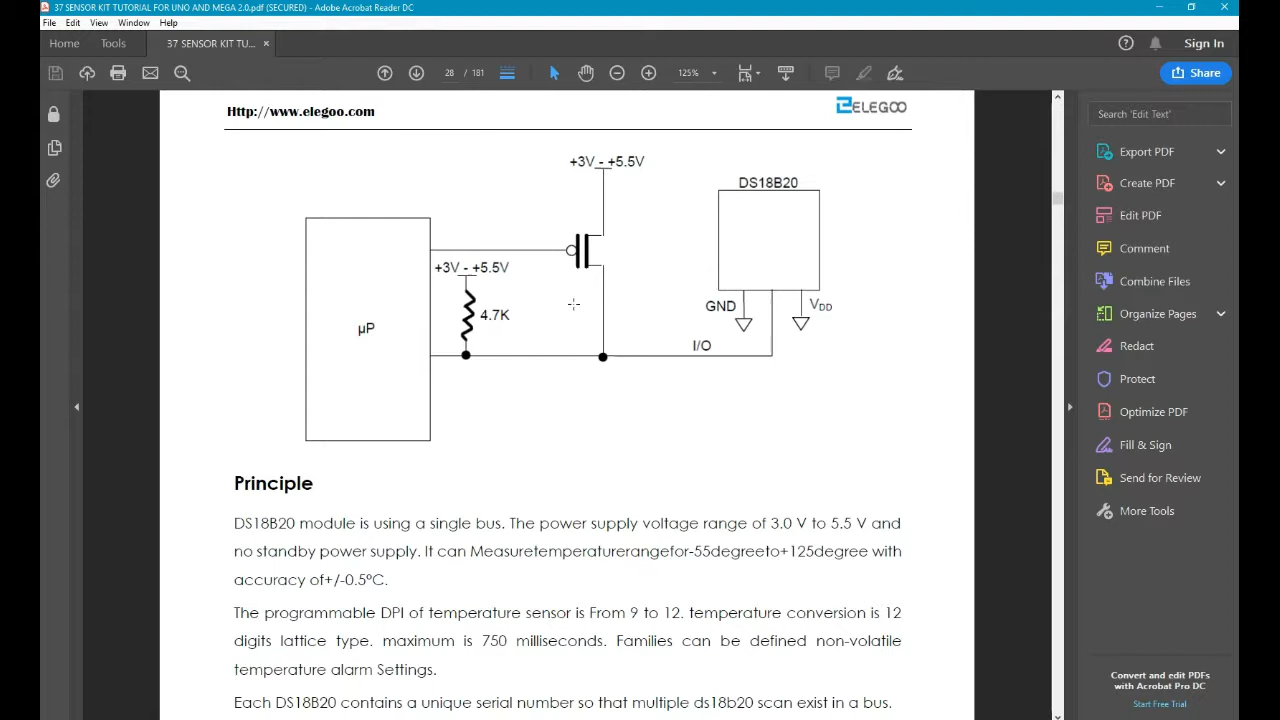 37 SENSOR KIT TUTORIAL FOR UNO AND MEGA 2.0.pdf (SECURED) - Adobe Acrobat Reader DC
File Edit View Window Help
Home Tools 37 SENSOR KIT TU... × Sign In
28 / 181 125% Share
Http://www.elegoo.com
ELEGOO
+3V - +5.5V
DS18B20
+3V - +5.5V
4.7K
µP
GND
VDD
I/O
Principle
DS18B20 module is using a single bus. The power supply voltage range of 3.0 V to 5.5 V and
no standby power supply. It can Measuretemperaturerangefor-55degreeto+125degree with
accuracy of+/-0.5ºC.
The programmable DPI of temperature sensor is From 9 to 12. temperature conversion is 12
digits lattice type. maximum is 750 milliseconds. Families can be defined non-volatile
temperature alarm Settings.
Each DS18B20 contains a unique serial number so that multiple ds18b20 scan exist in a bus.
Search 'Edit Text'
Export PDF
Create PDF
Edit PDF
Comment
Combine Files
Organize Pages
Redact
Protect
Optimize PDF
Fill & Sign
Send for Review
More Tools
Convert and edit PDFs
with Acrobat Pro DC
Start Free Trial